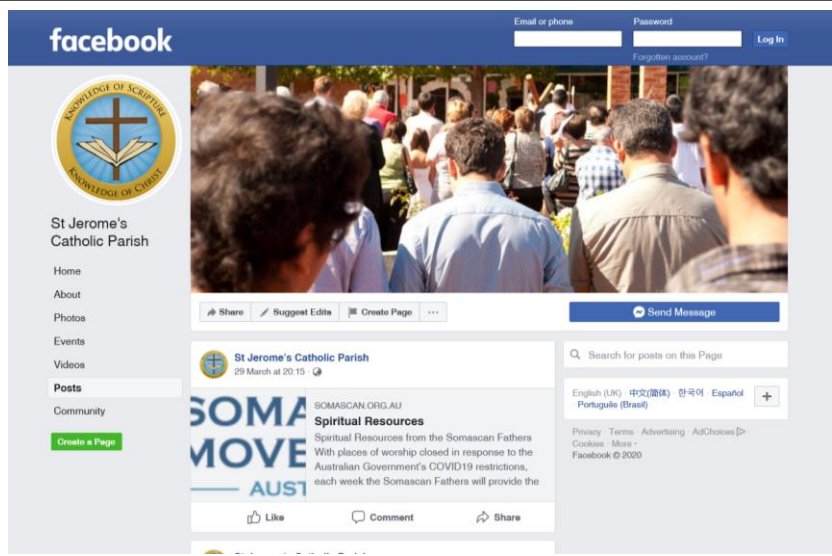 facebook
Email or phone
Password
Log In
Forgotten account?
KNOWLEDGE OF SCRIPTURE
KNOWLEDGE OF CHRIST
St Jerome's
Catholic Parish
Home
About
Photos
Events
Videos
Posts
Community
Create a Page
Share
Suggest Edits
Create Page
Send Message
St Jerome's Catholic Parish
29 March at 20:15 ·
SOMA
MOVE
AUST
SOMASCAN.ORG.AU
Spiritual Resources
Spiritual Resources from the Somascan Fathers
With places of worship closed in response to the
Australian Government's COVID19 restrictions,
each week the Somascan Fathers will provide the
Like
Comment
Share
Search for posts on this Page
English (UK) · 中文(简体) · 한국어 · Español
· Português (Brasil)
Privacy · Terms · Advertising · AdChoices ·
Cookies · More ·
Facebook © 2020